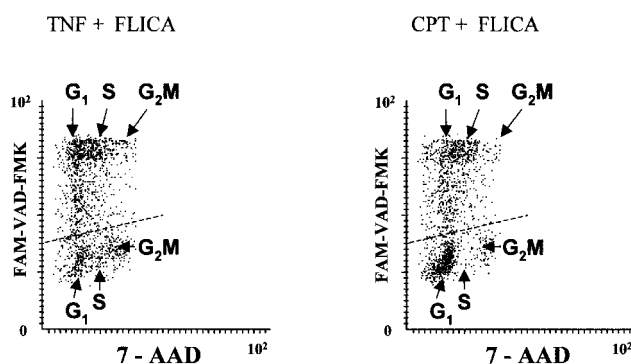 TNF + FLICA
10²
G₁ S G₂M
FAM-VAD-FMK
G₂M
S
G₁
0
7 - AAD
10²
CPT + FLICA
10²
G₁ S G₂M
FAM-VAD-FMK
G₂M
S
G₁
0
7 - AAD
10²